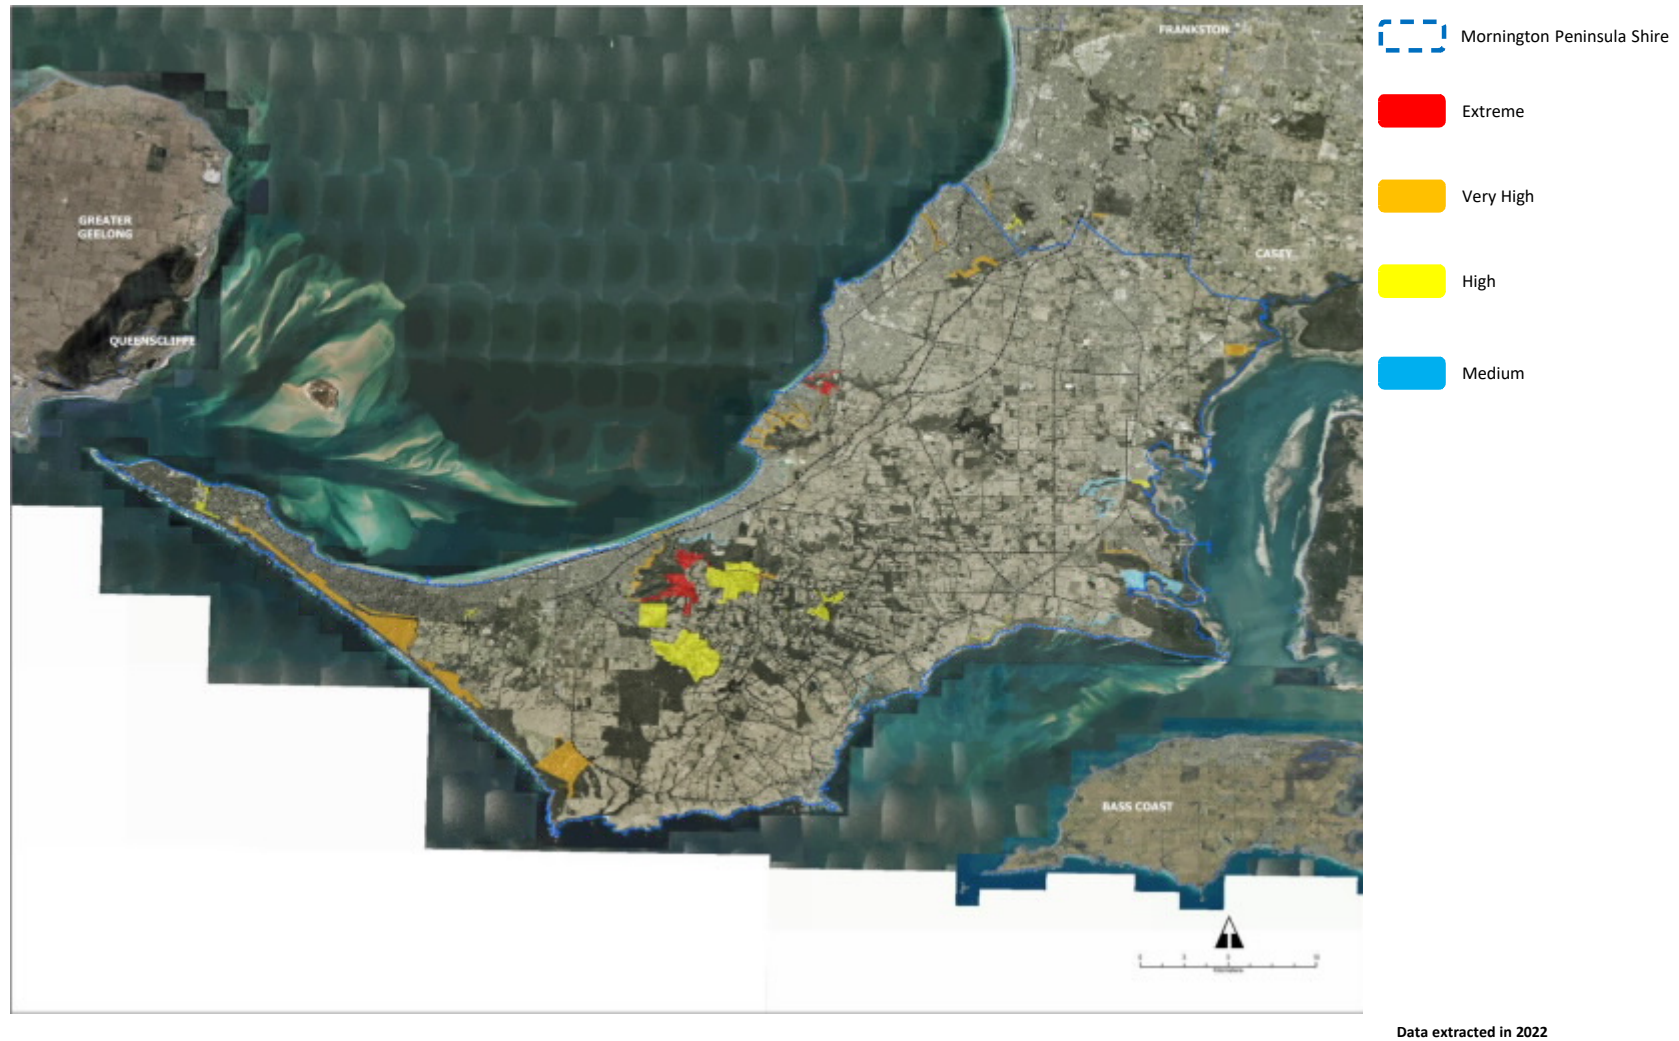 FRANKSTON
Mornington Peninsula Shire
Extreme
Very High
GREATER
GEELONG
CASEY
High
QUEENSCLIFFE
Medium
BASS COAST
Data extracted in 2022